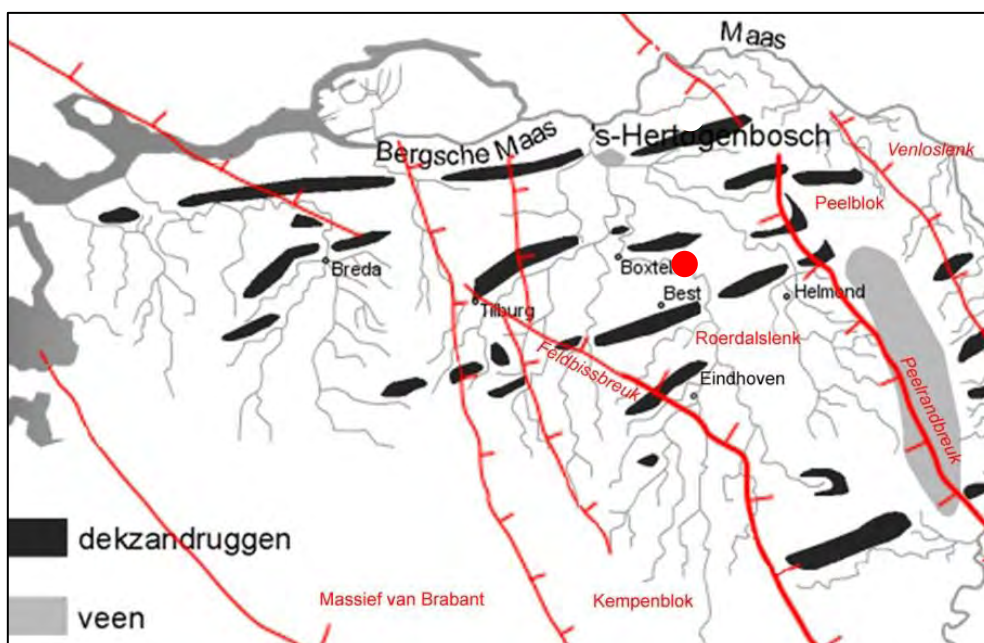 Maas
's-Hertogenbosch
Bergsche Maas
Venloslenk
Peelblok
Breda
Boxtel
Tilburg
Best
Helmond
Roerdalslenk
Feldbissbreuk
Eindhoven
Peelrandbreuk
dekzandruggen
Massief van Brabant
Kempenblok
veen